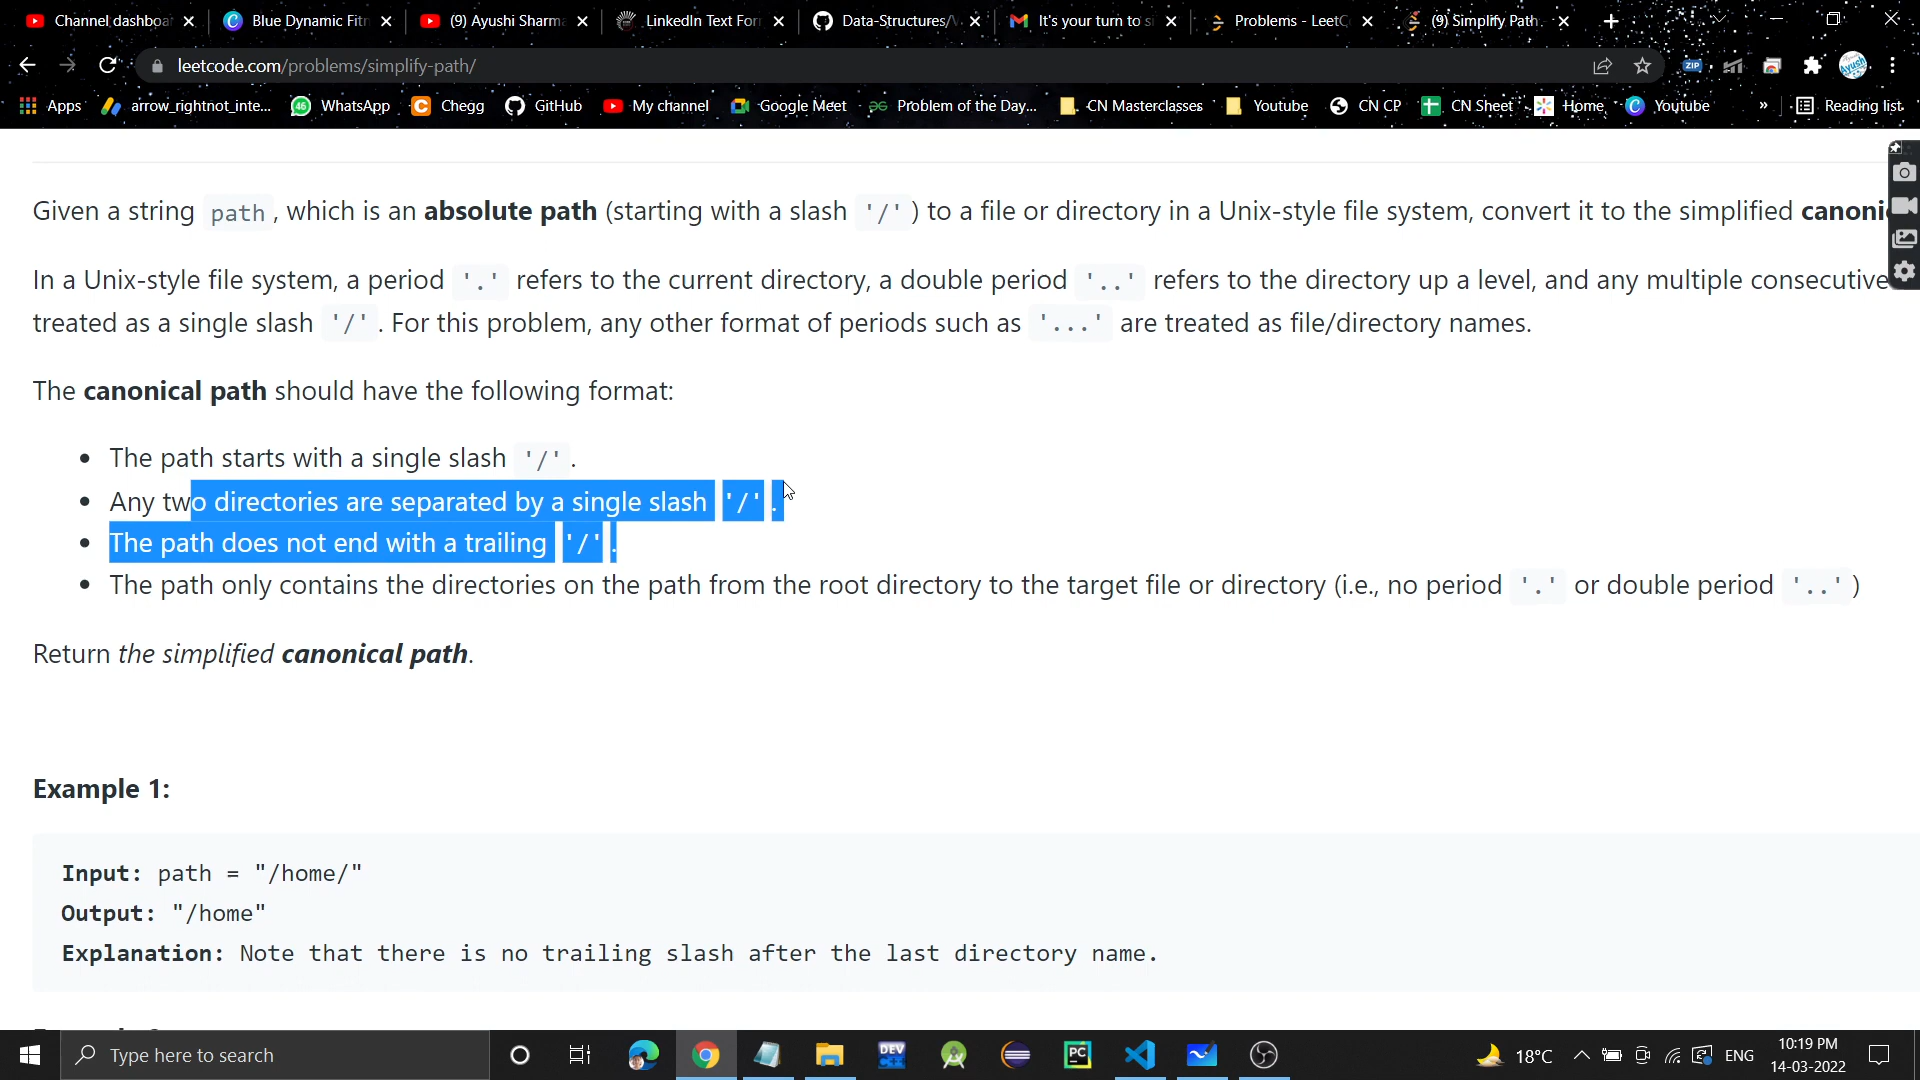 Channel dashboa
Blue Dynamic Fitn
(9) Ayushi Sharma
LinkedIn Text For
Data-Structures/
It's your turn to s
Problems - LeetC
(9) Simplify Path
leetcode.com/problems/simplify-path/
ZIP
Apps
arrow_rightnot_inte...
46
WhatsApp
Chegg
GitHub
My channel
Google Meet
Problem of the Day...
CN Masterclasses
Youtube
CN CP
CN Sheet
Home
Youtube
»
Reading list
Given a string path, which is an absolute path (starting with a slash '/') to a file or directory in a Unix-style file system, convert it to the simplified canoni
In a Unix-style file system, a period '.' refers to the current directory, a double period '..' refers to the directory up a level, and any multiple consecutive
treated as a single slash '/'. For this problem, any other format of periods such as '...' are treated as file/directory names.
The canonical path should have the following format:
• The path starts with a single slash '/'.
• Any two directories are separated by a single slash '/'.
• The path does not end with a trailing '/'.
• The path only contains the directories on the path from the root directory to the target file or directory (i.e., no period '.' or double period '..')
Return the simplified canonical path.
Example 1:
Input: path = "/home/"
Output: "/home"
Explanation: Note that there is no trailing slash after the last directory name.
Type here to search
DEV
C++
PC
18°C
ENG
10:19 PM
14-03-2022